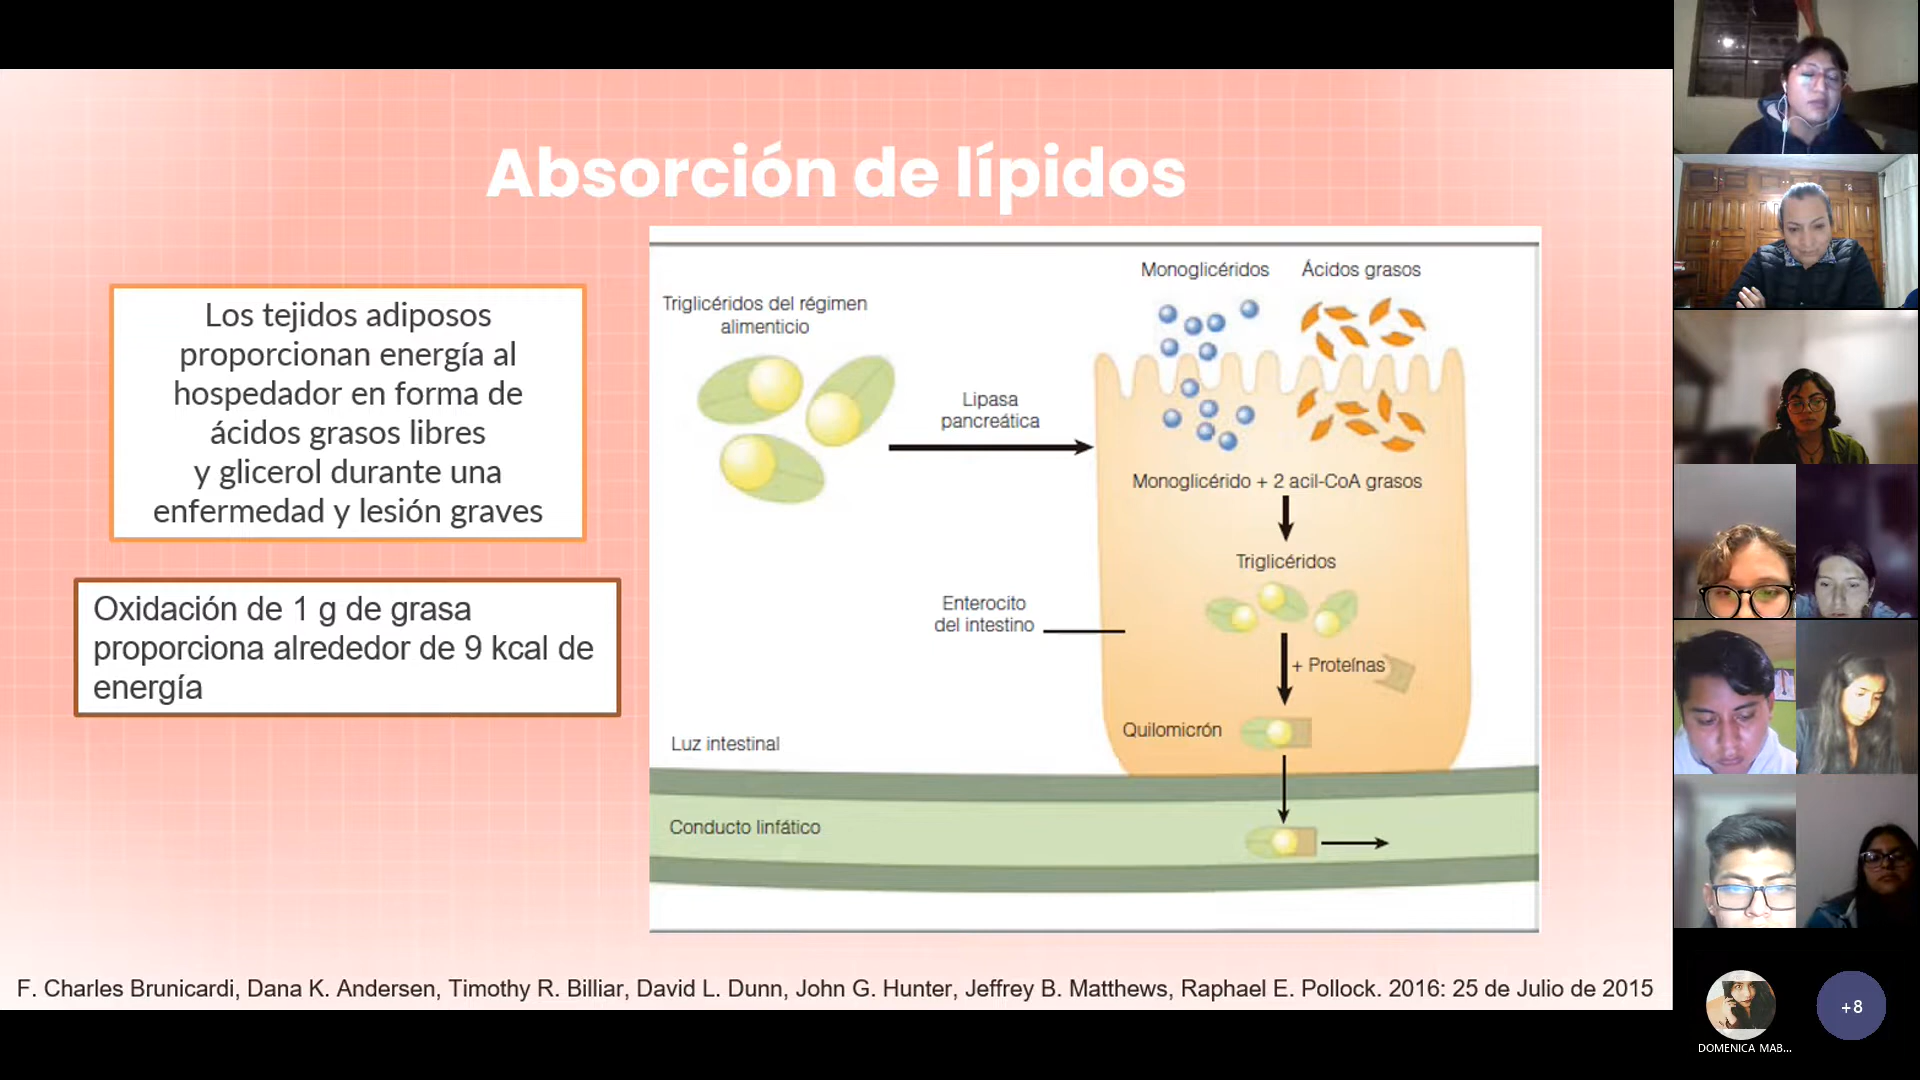 Absorción de lípidos
Los tejidos adiposos
proporcionan energía al
hospedador en forma de
ácidos grasos libres
y glicerol durante una
enfermedad y lesión graves
Oxidación de 1 g de grasa
proporciona alrededor de 9 kcal de
energía
Triglicéridos del régimen
alimenticio
Lipasa
pancreática
Monoglicéridos
Ácidos grasos
Monoglicérido + 2 acil-CoA grasos
Triglicéridos
Enterocito
del intestino
+ Proteínas
Quilomicrón
Luz intestinal
Conducto linfático
F. Charles Brunicardi, Dana K. Andersen, Timothy R. Billiar, David L. Dunn, John G. Hunter, Jeffrey B. Matthews, Raphael E. Pollock. 2016: 25 de Julio de 2015
+8
DOMENICA MAB...